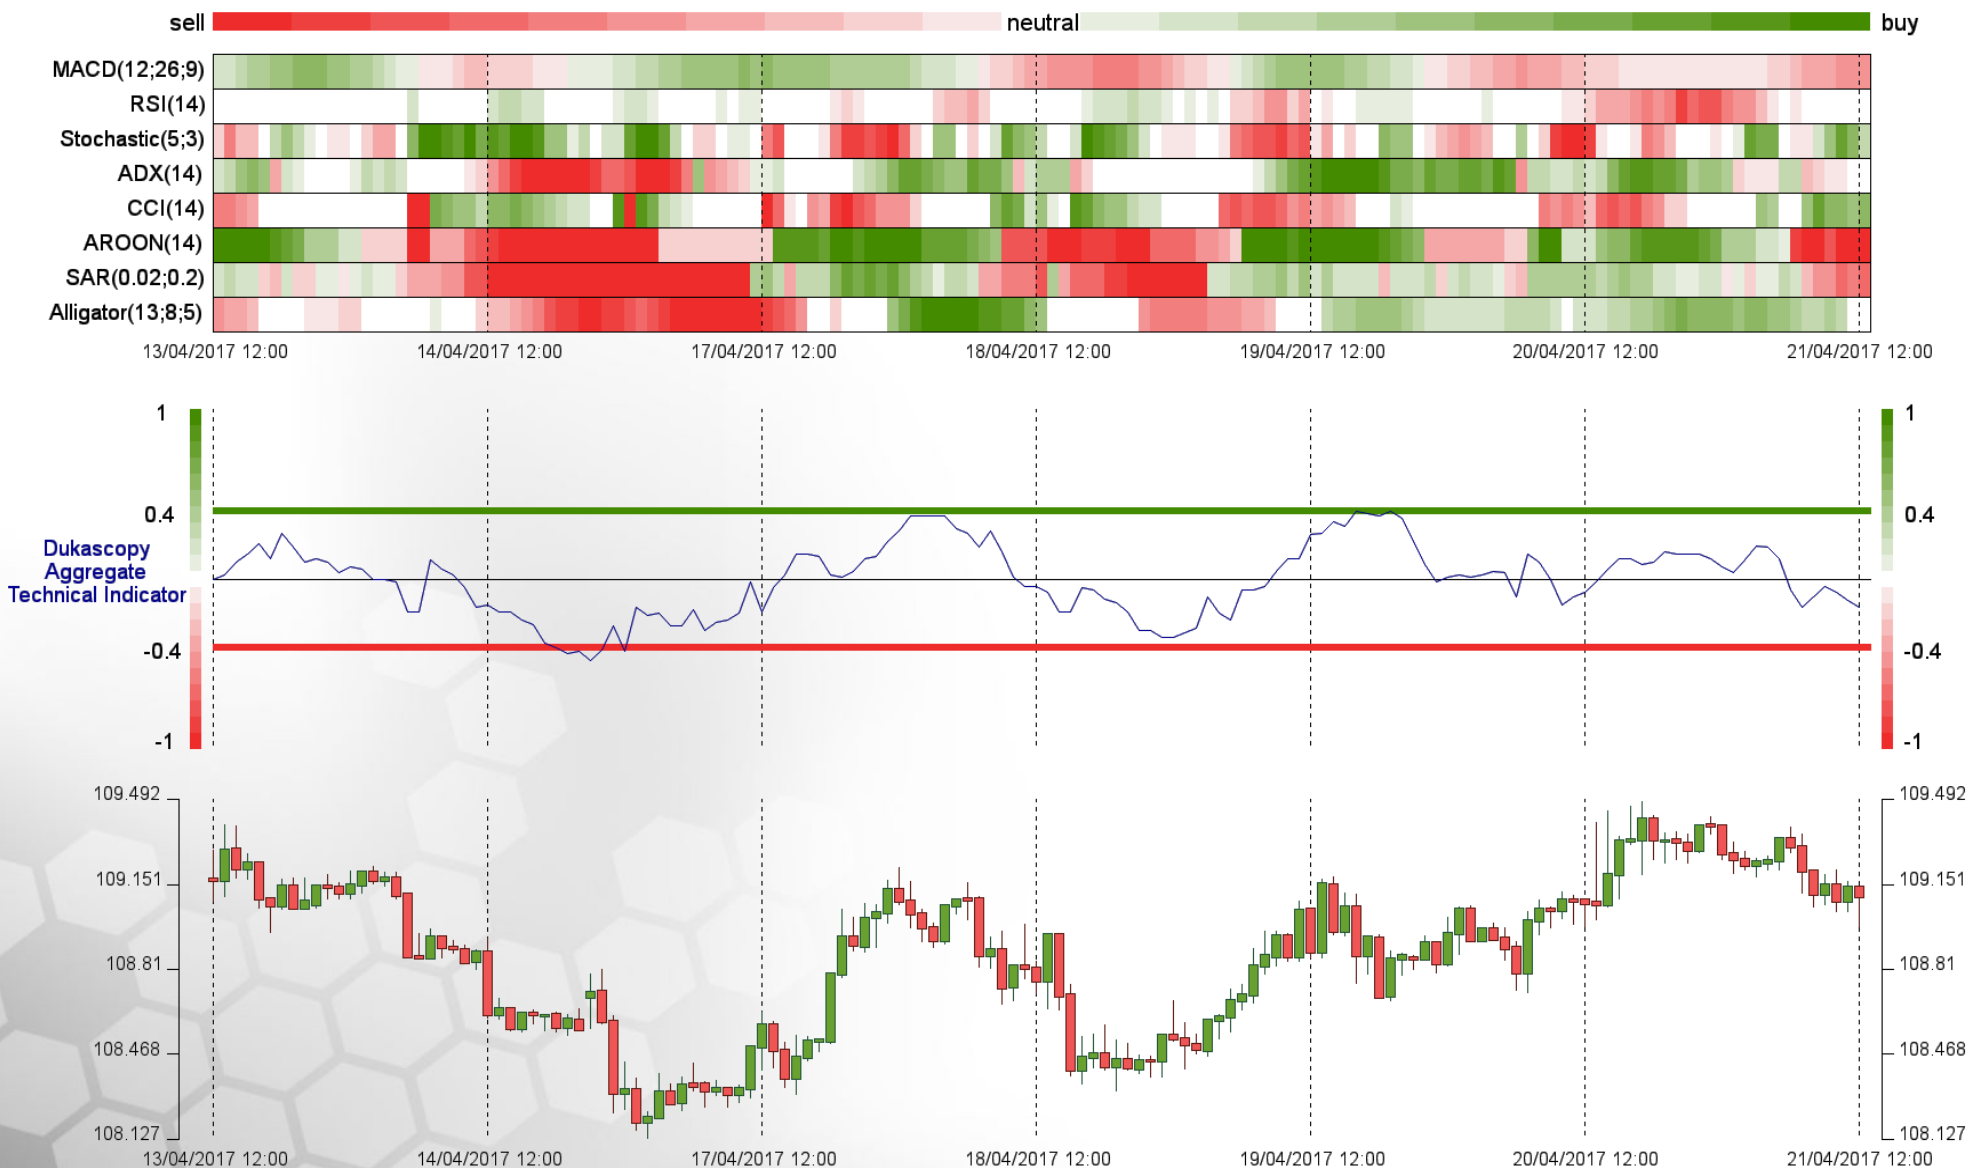 sell neutral buy
MACD(12;26;9)
RSI(14)
Stochastic(5;3)
ADX(14)
CCI(14)
AROON(14)
SAR(0.02;0.2)
Alligator(13;8;5)
13/04/2017 12:00 14/04/2017 12:00 17/04/2017 12:00 18/04/2017 12:00 19/04/2017 12:00 20/04/2017 12:00 21/04/2017 12:00
1 1
0.4 0.4
Dukascopy
Aggregate
Technical Indicator
-0.4 -0.4
-1 -1
109.492 109.492
109.151 109.151
108.81 108.81
108.468 108.468
108.127 108.127
13/04/2017 12:00 14/04/2017 12:00 17/04/2017 12:00 18/04/2017 12:00 19/04/2017 12:00 20/04/2017 12:00 21/04/2017 12:00